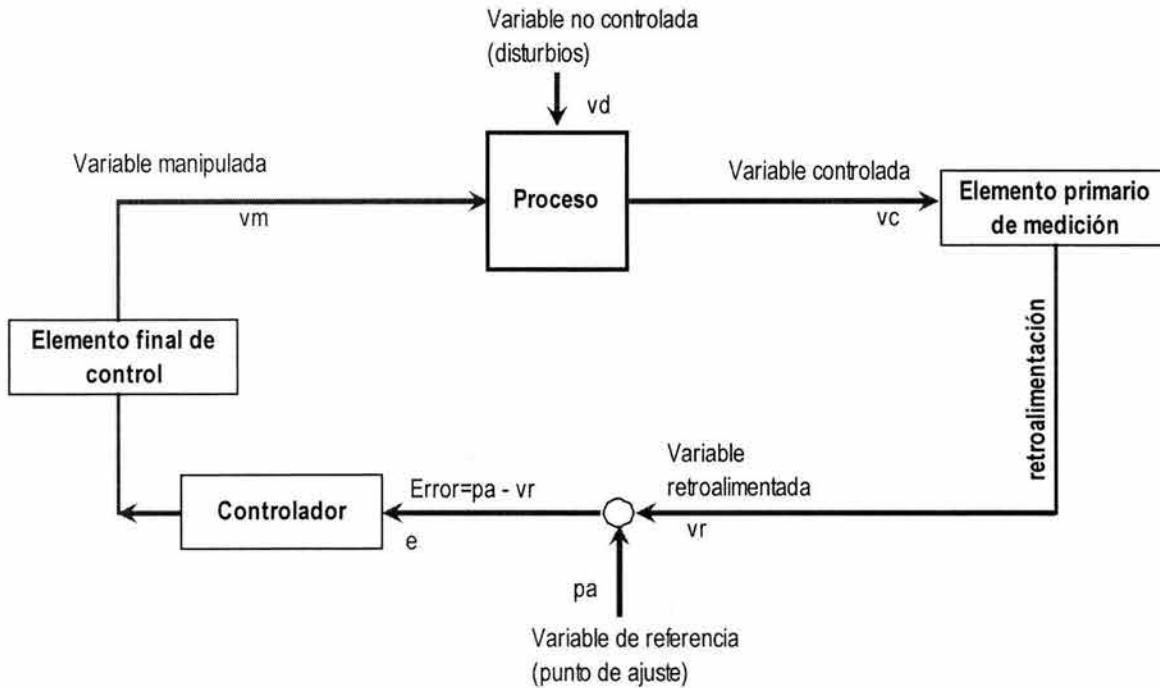 Variable no controlada
(disturbios)
vd
Variable manipulada
vm
Proceso
Variable controlada
vc
Elemento primario
de medición
retroalimentación
Elemento final de
control
Variable
retroalimentada
vr
Error=pa - vr
e
Controlador
pa
Variable de referencia
(punto de ajuste)